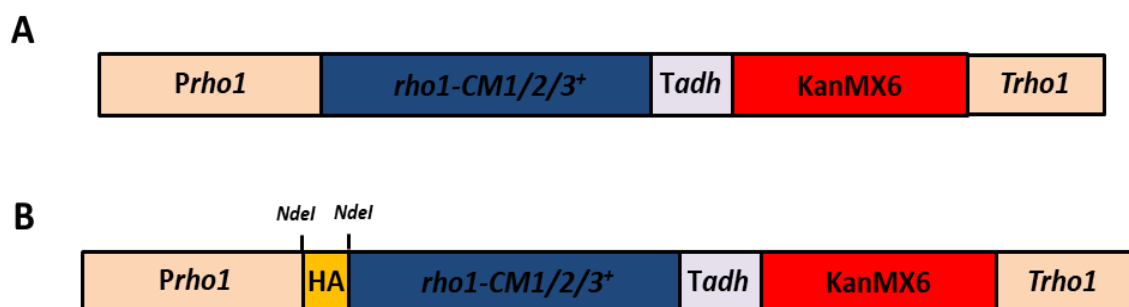 A
Prho1 rho1-CM1/2/3+ Tadh KanMX6 Trho1
NdeI NdeI
B
Prho1 HA rho1-CM1/2/3+ Tadh KanMX6 Trho1